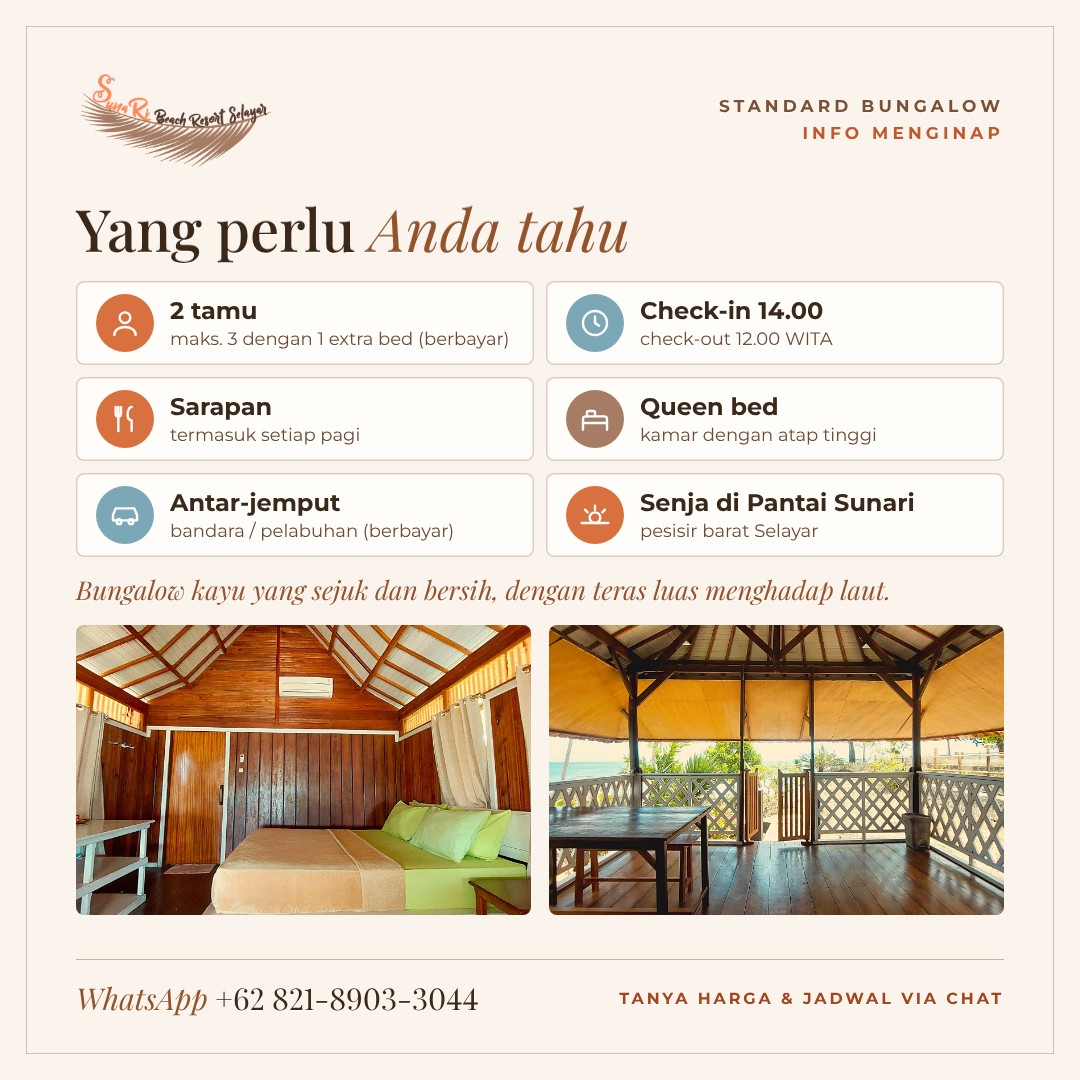 SunaRi Beach Resort Selayar
STANDARD BUNGALOW
INFO MENGINAP
Yang perlu Anda tahu
2 tamu
maks. 3 dengan 1 extra bed (berbayar)
Check-in 14.00
check-out 12.00 WITA
Sarapan
termasuk setiap pagi
Queen bed
kamar dengan atap tinggi
Antar-jemput
bandara / pelabuhan (berbayar)
Senja di Pantai Sunari
pesisir barat Selayar
Bungalow kayu yang sejuk dan bersih, dengan teras luas menghadap laut.
WhatsApp +62 821-8903-3044
TANYA HARGA & JADWAL VIA CHAT